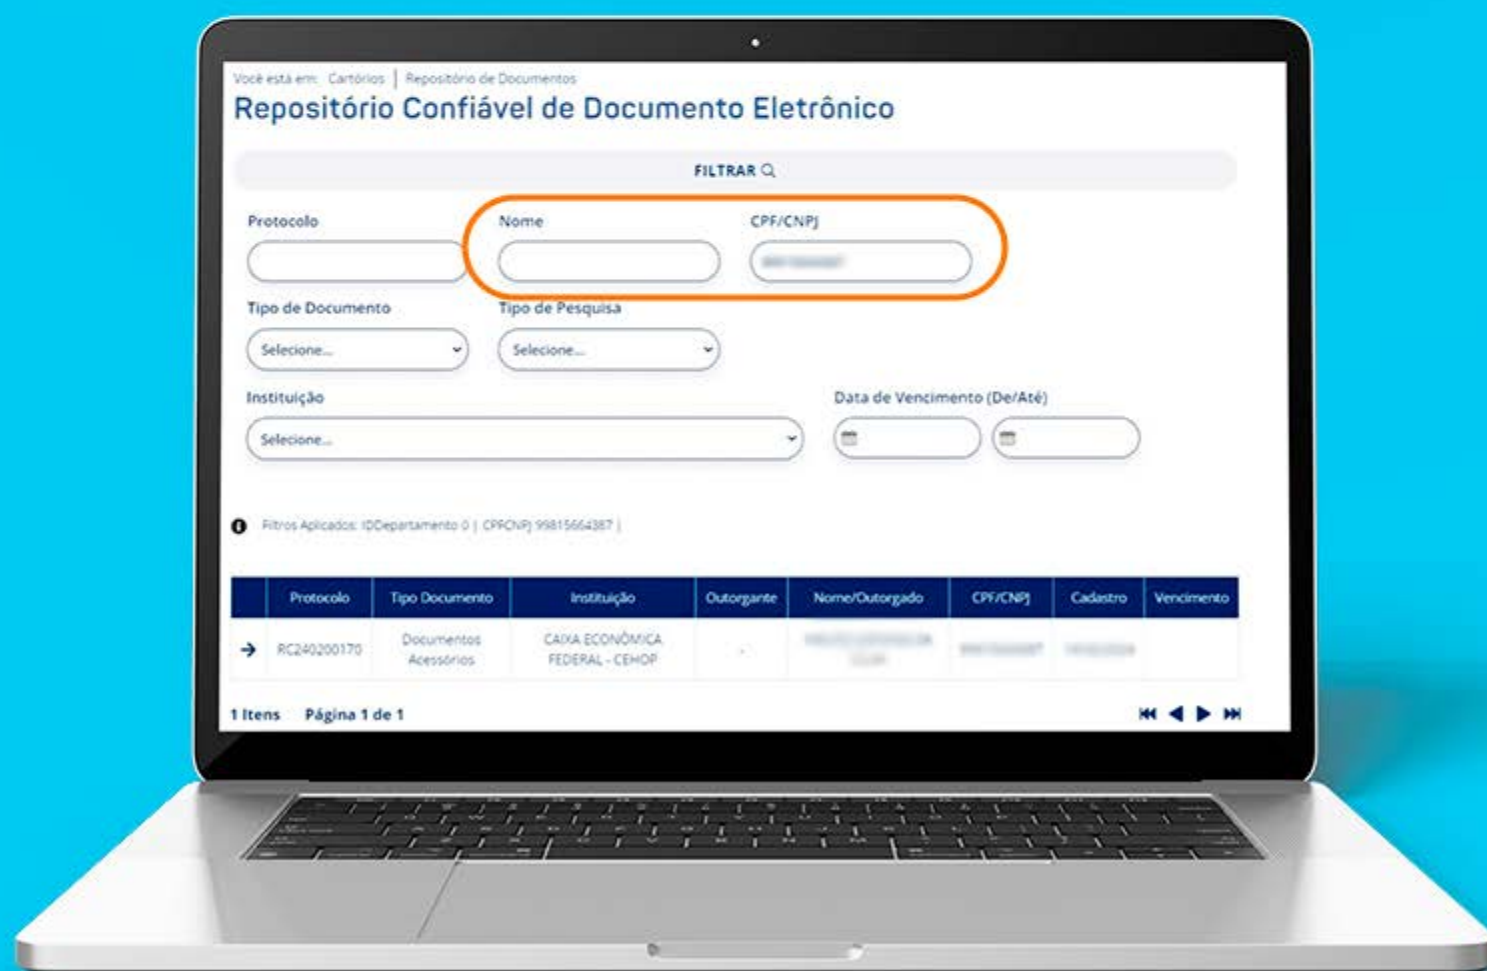 Você está em: Cartórios | Repositório de Documentos
Repositório Confiável de Documento Eletrônico
FILTRAR
Protocolo Nome CPF/CNPJ
Tipo de Documento Tipo de Pesquisa
Selecione... Selecione...
Instituição Data de Vencimento (De/Até)
Selecione...
Filtros Aplicados: IDDepartamento 0 | CPFCNPJ 99815664387 |
Protocolo Tipo Documento Instituição Outorgante Nome/Outorgado CPF/CNPJ Cadastro Vencimento
RC240200170 Documentos Acessórios CAIXA ECONÔMICA FEDERAL - CEHOP -
1 Itens Página 1 de 1